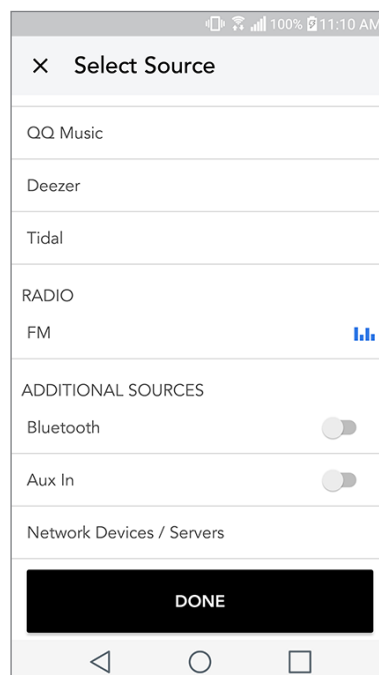 100% 11:10 AM
✕ Select Source
QQ Music
Deezer
Tidal
RADIO
FM
ADDITIONAL SOURCES
Bluetooth
Aux In
Network Devices / Servers
DONE